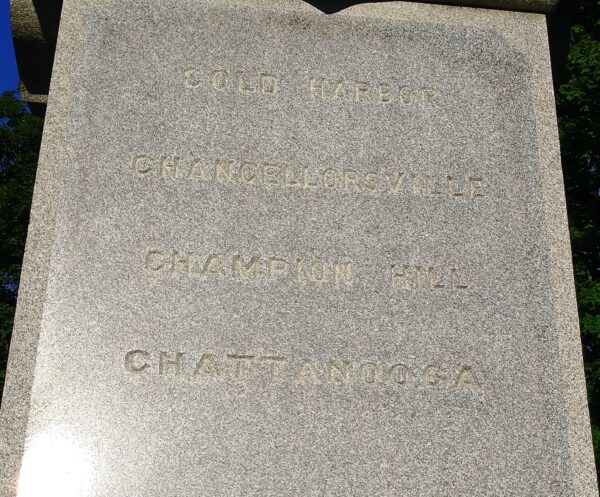 COLD HARBOR
CHANCELLORSVILLE
CHAMPION HILL
CHATTANOOGA